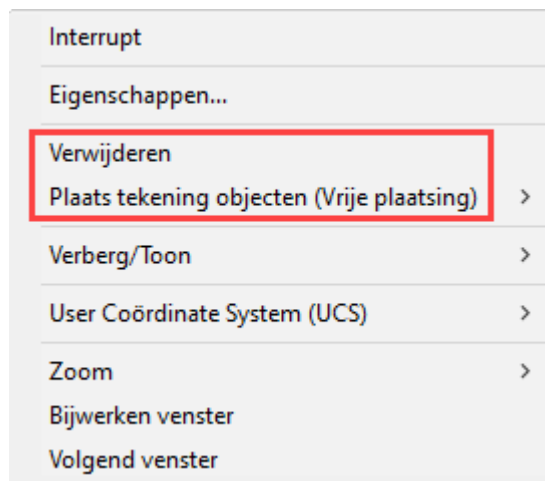 Interrupt
Eigenschappen...
Verwijderen
Plaats tekening objecten (Vrije plaatsing)
Verberg/Toon
User Coördinate System (UCS)
Zoom
Bijwerken venster
Volgend venster